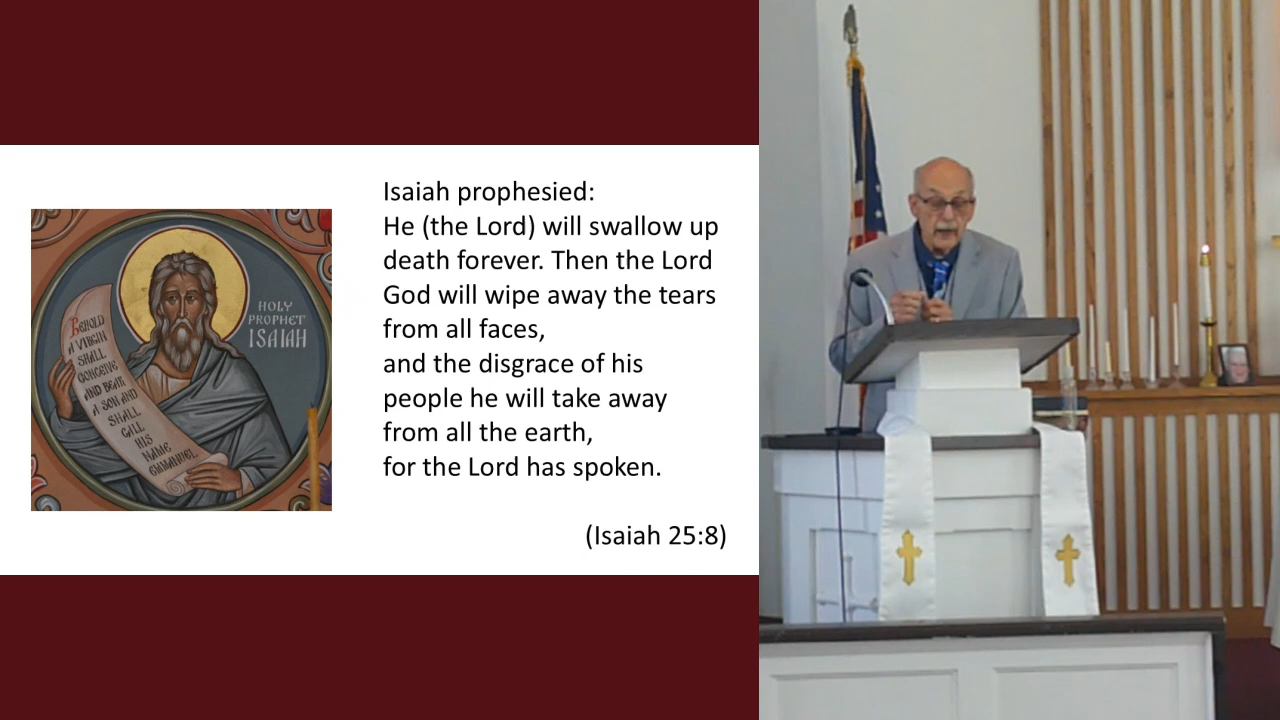 Isaiah prophesied:
He (the Lord) will swallow up
death forever. Then the Lord
God will wipe away the tears
from all faces,
and the disgrace of his
people he will take away
from all the earth,
for the Lord has spoken.
(Isaiah 25:8)
HOLY
PROPHET
ISAIAH
BEHOLD
A VIRGIN
SHALL
CONCEIVE
AND BEAR
A SON AND
SHALL
CALL
HIS
NAME
EMMANUEL